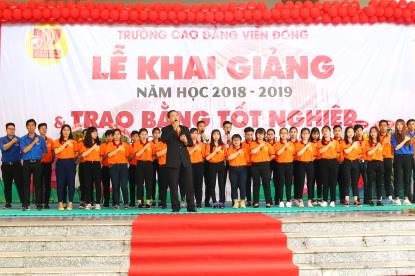 TRƯỜNG CAO ĐẲNG VIỄN ĐÔNG
LỄ KHAI GIẢNG
NĂM HỌC 2018 - 2019
& TRAO BẰNG TỐT NGHIỆP